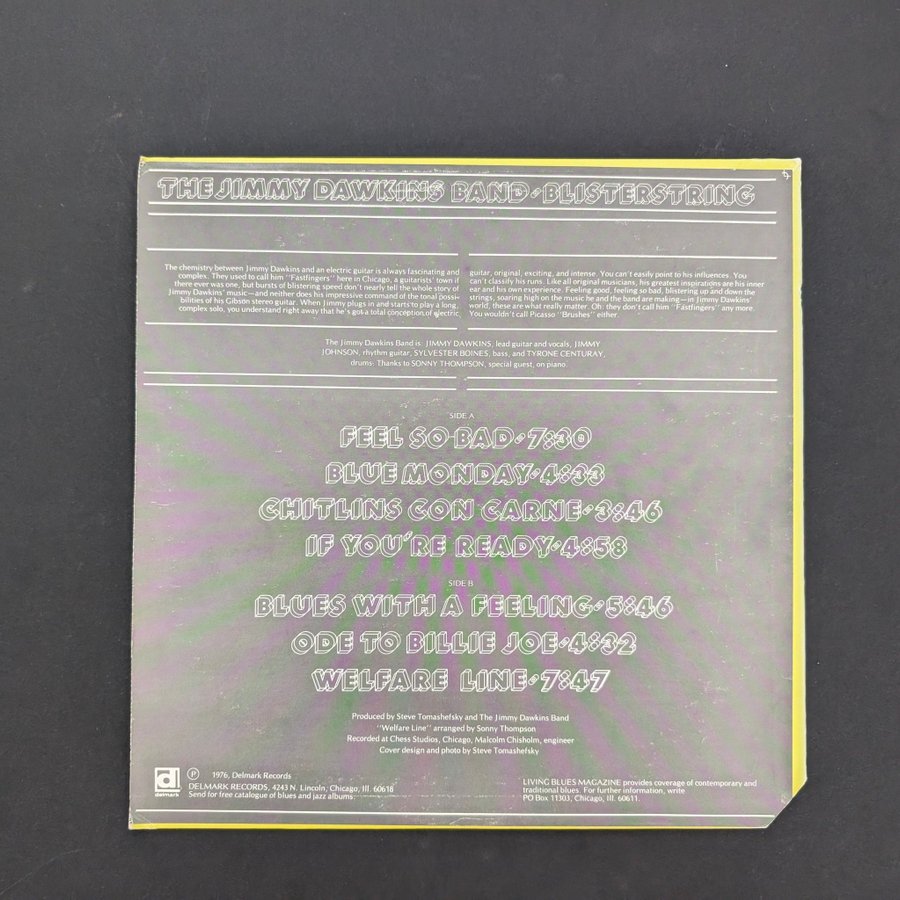 THE JIMMY DAWKINS BAND•BLISTERSTRING
The chemistry between Jimmy Dawkins and an electric guitar is always fascinating and
complex. They used to call him "Fastfingers" here in Chicago, a guitarists' town if
there ever was one, but bursts of blistering speed don't nearly tell the whole story of
Jimmy Dawkins' music—and neither does his impressive command of the tonal possi-
bilities of his Gibson stereo guitar. When Jimmy plugs in and starts to play a long,
complex solo, you understand right away that he's got a total conception of electric
guitar, original, exciting, and intense. You can't easily point to his influences. You
can't classify his runs. Like all original musicians, his greatest inspirations are his inner
ear and his own experience. Feeling good, feeling so bad, blistering up and down the
strings, soaring high on the music he and the band are making—in Jimmy Dawkins'
world, these are what really matter. Oh, they don't call him "Fastfingers" any more.
You wouldn't call Picasso "Brushes" either.
The Jimmy Dawkins Band is: JIMMY DAWKINS, lead guitar and vocals, JIMMY
JOHNSON, rhythm guitar, SYLVESTER BOINES, bass, and TYRONE CENTURAY,
drums. Thanks to SONNY THOMPSON, special guest, on piano.
SIDE A
FEEL SO BAD•7:30
BLUE MONDAY•4:33
CHITLINS CON CARNE•3:46
IF YOU'RE READY•4:58
SIDE B
BLUES WITH A FEELING•5:46
ODE TO BILLIE JOE•4:32
WELFARE LINE•7:47
Produced by Steve Tomashefsky and The Jimmy Dawkins Band
"Welfare Line" arranged by Sonny Thompson
Recorded at Chess Studios, Chicago, Malcolm Chisholm, engineer
Cover design and photo by Steve Tomashefsky
d
delmark
Ⓟ 1976, Delmark Records
DELMARK RECORDS, 4243 N. Lincoln, Chicago, Ill. 60618
Send for free catalogue of blues and jazz albums.
LIVING BLUES MAGAZINE provides coverage of contemporary and
traditional blues. For further information, write
PO Box 11303, Chicago, Ill. 60611.